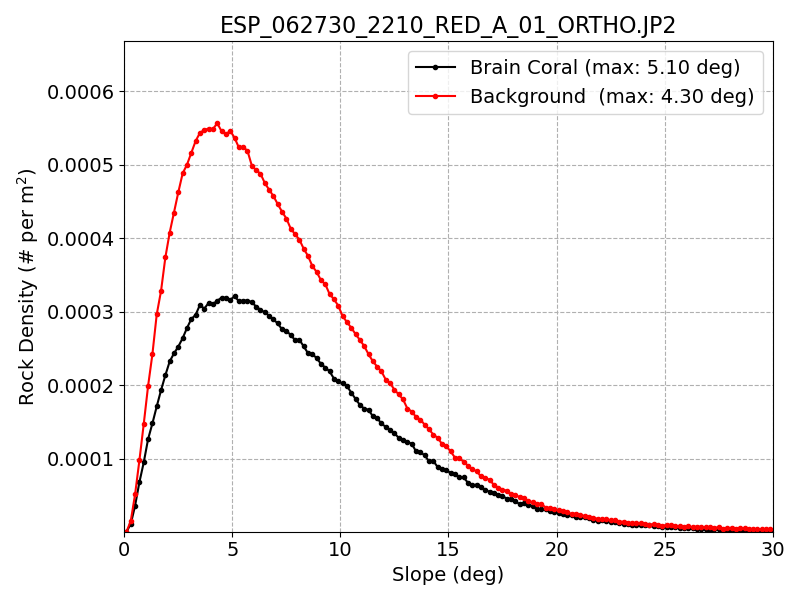 ESP_062730_2210_RED_A_01_ORTHO.JP2
Brain Coral (max: 5.10 deg)
Background  (max: 4.30 deg)
Rock Density (# per m²)
0.0006
0.0005
0.0004
0.0003
0.0002
0.0001
0 5 10 15 20 25 30
Slope (deg)